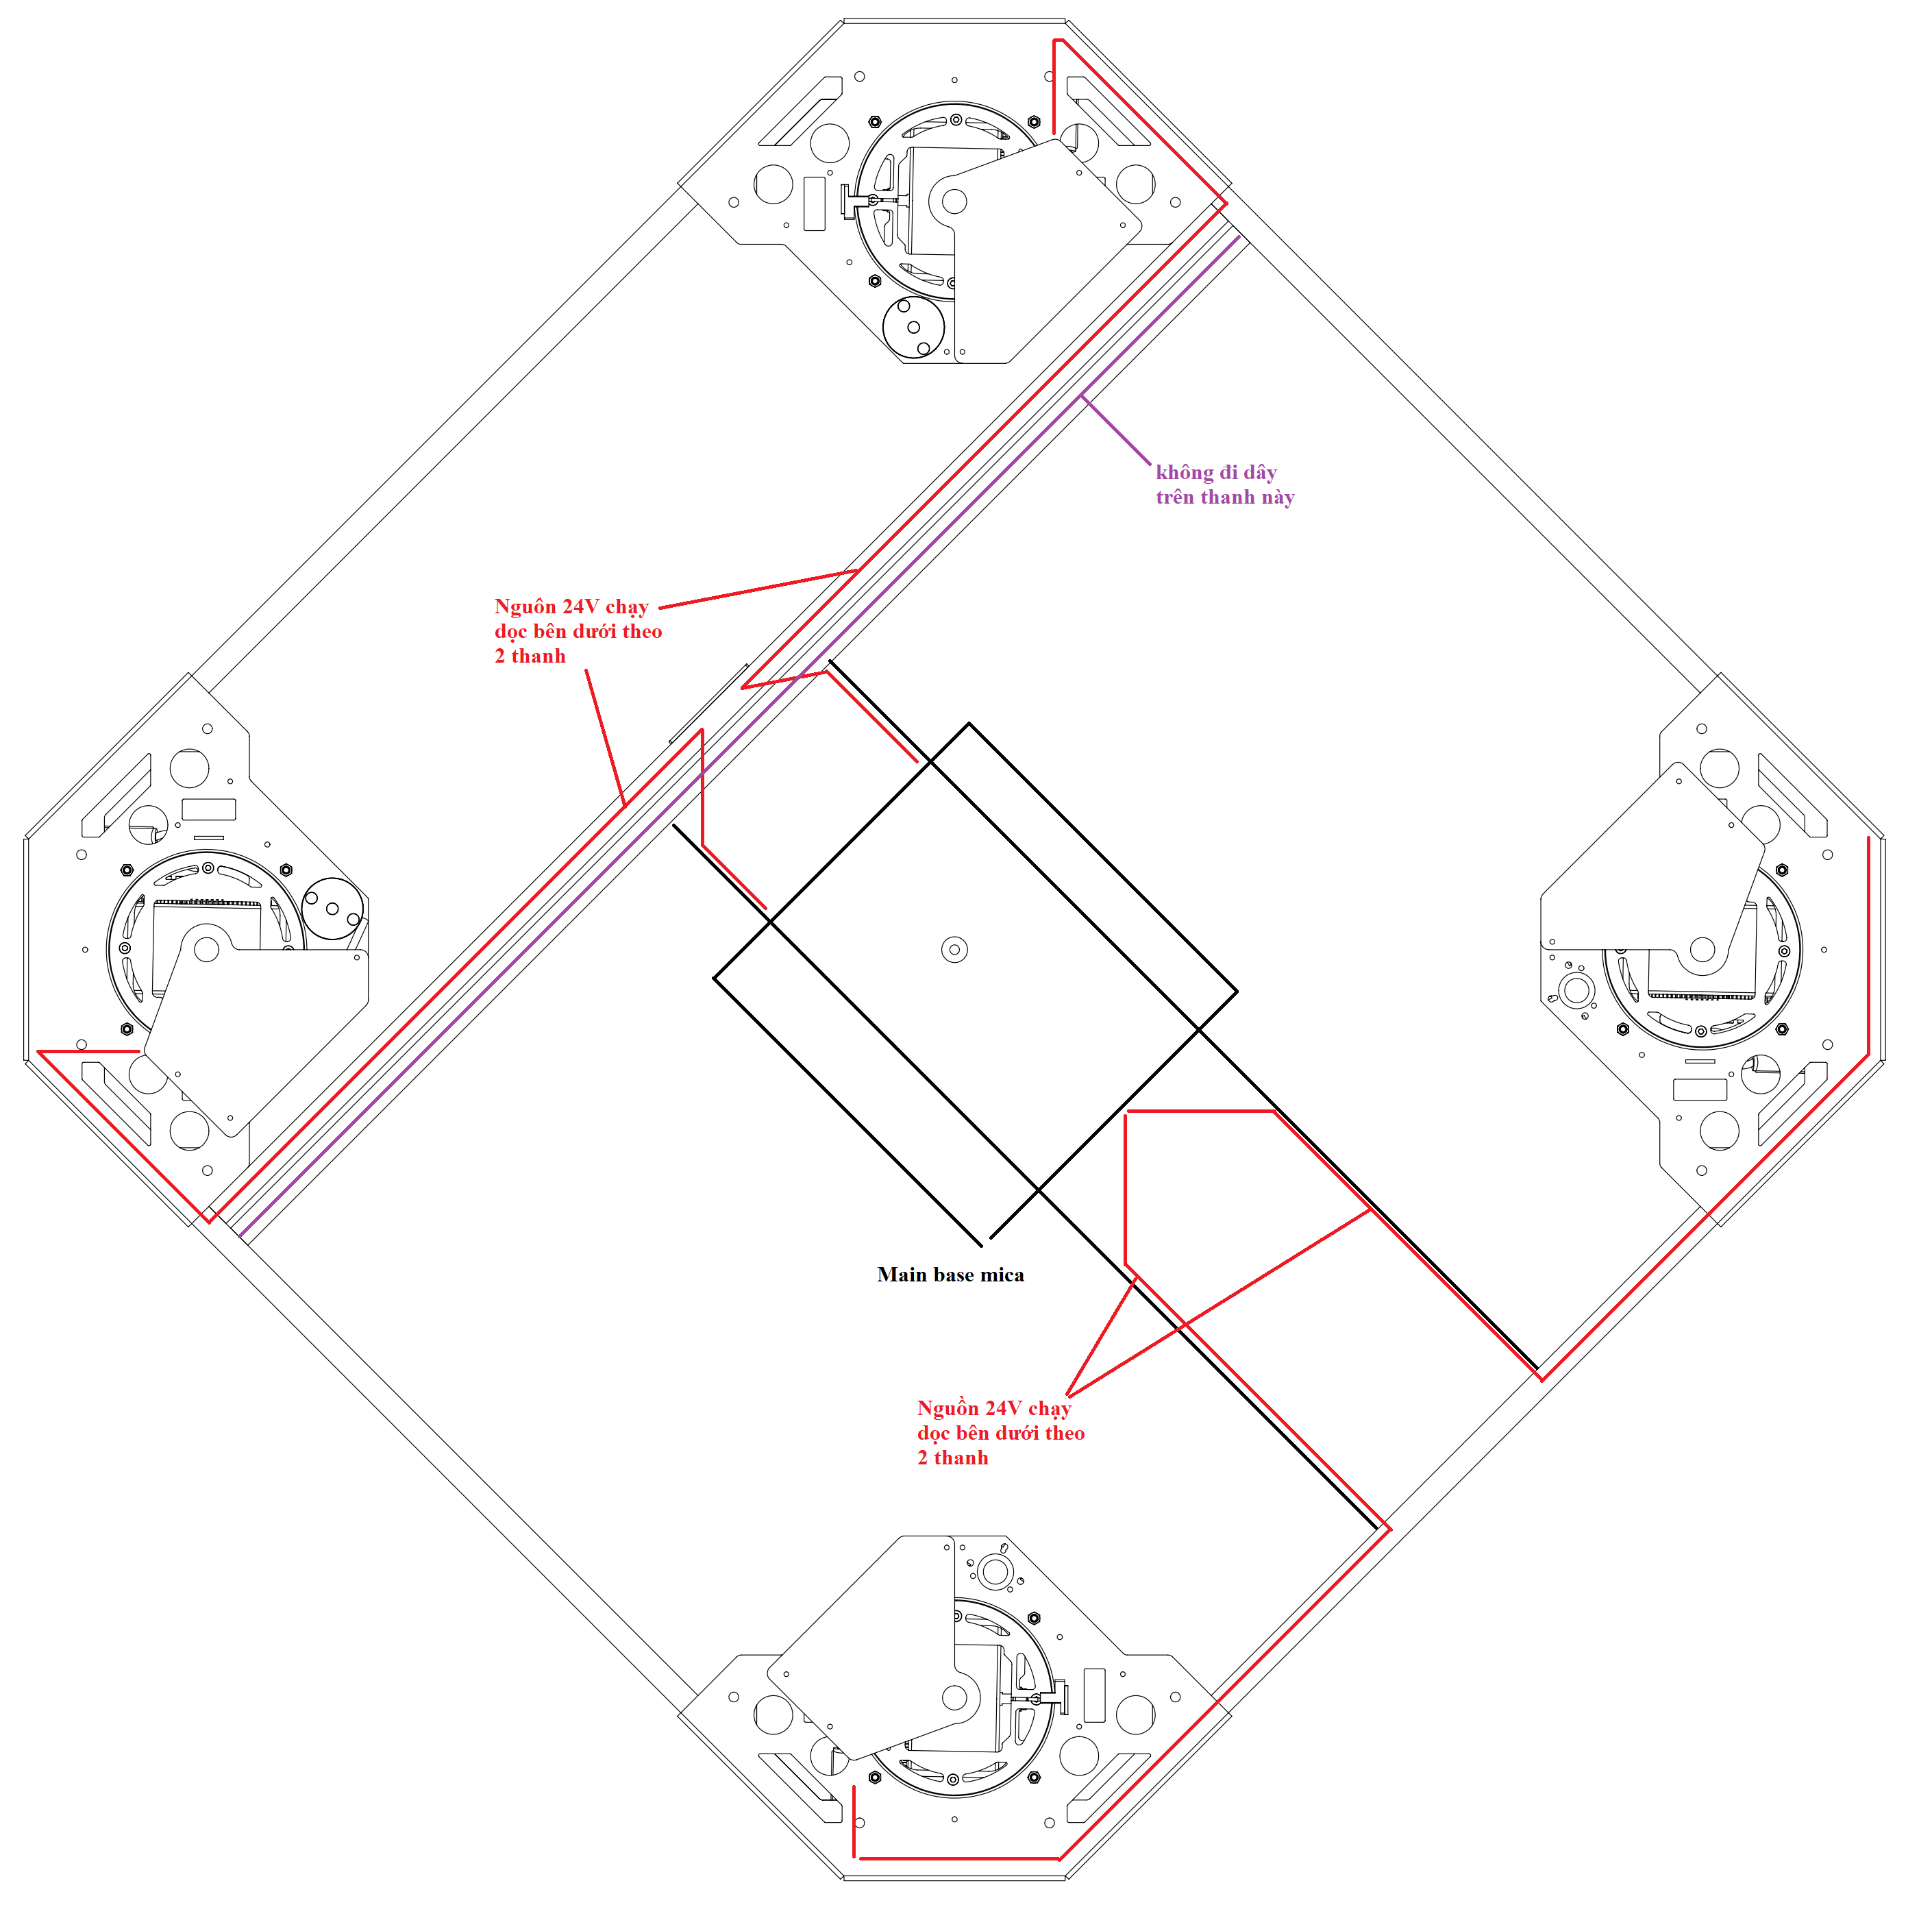 không đi dây
trên thanh này
Nguôn 24V chạy
dọc bên dưới theo
2 thanh
Main base mica
Nguồn 24V chạy
dọc bên dưới theo
2 thanh